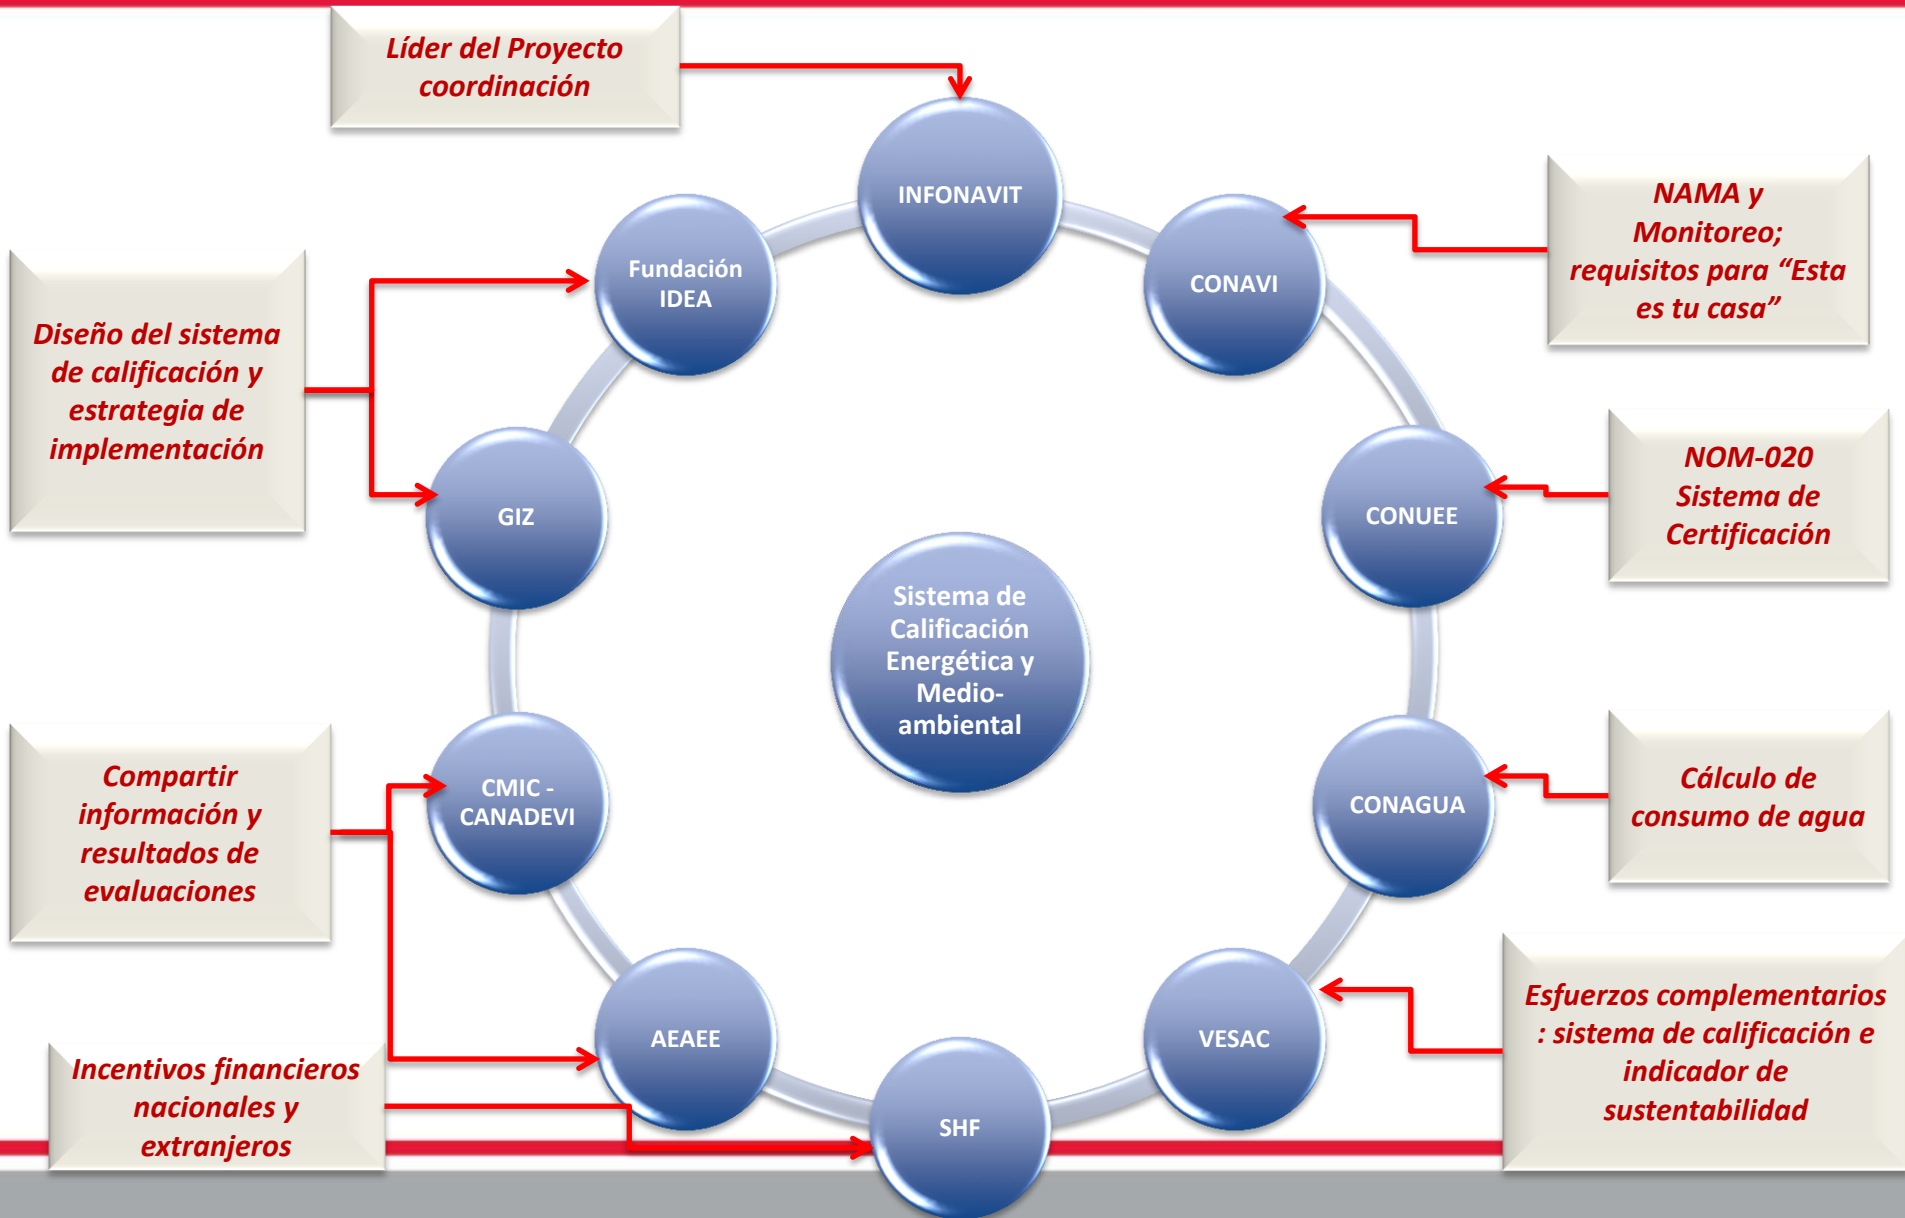 Líder del Proyecto
coordinación
INFONAVIT
NAMA y
Monitoreo;
requisitos para “Esta
es tu casa”
Fundación
IDEA
CONAVI
Diseño del sistema
de calificación y
estrategia de
implementación
NOM-020
Sistema de
Certificación
GIZ
CONUEE
Sistema de
Calificación
Energética y
Medio-
ambiental
Compartir
información y
resultados de
evaluaciones
CMIC -
CANADEVI
CONAGUA
Cálculo de
consumo de agua
AEAEE
VESAC
Esfuerzos complementarios
: sistema de calificación e
indicador de
sustentabilidad
Incentivos financieros
nacionales y
extranjeros
SHF